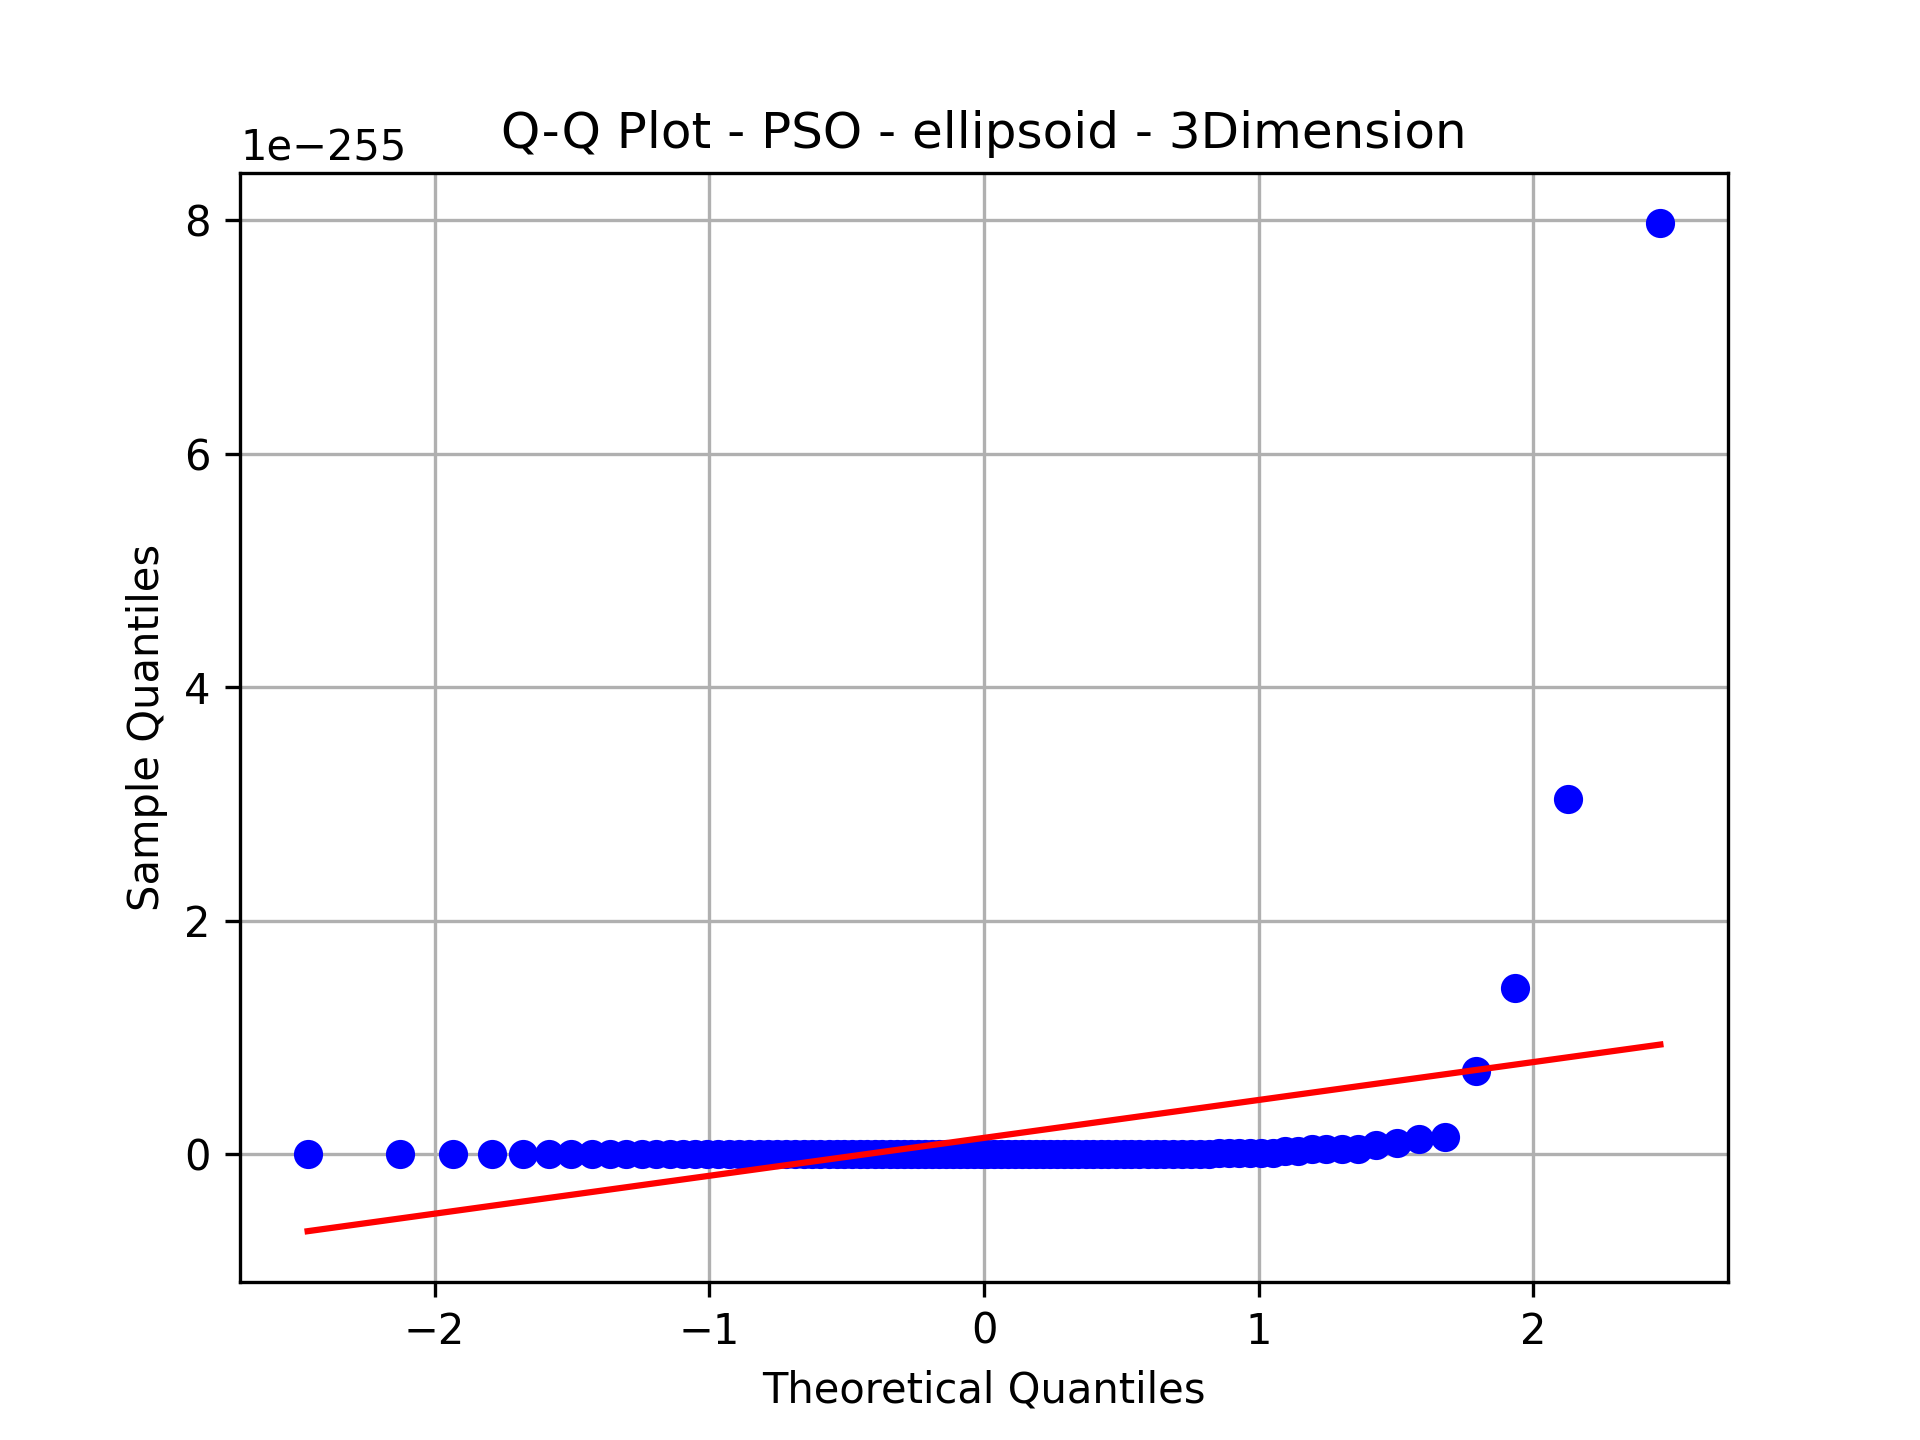 Q-Q Plot - PSO - ellipsoid - 3Dimension
1e−255
8
6
4
2
0
Sample Quantiles
−2
−1
0
1
2
Theoretical Quantiles